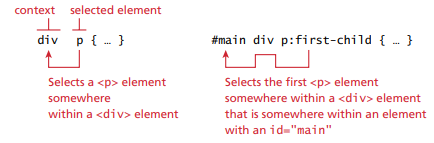 context selected element
div p { … }
Selects a <p> element
somewhere
within a <div> element
#main div p:first-child { … }
Selects the first <p> element
somewhere within a <div> element
that is somewhere within an element
with an id="main"